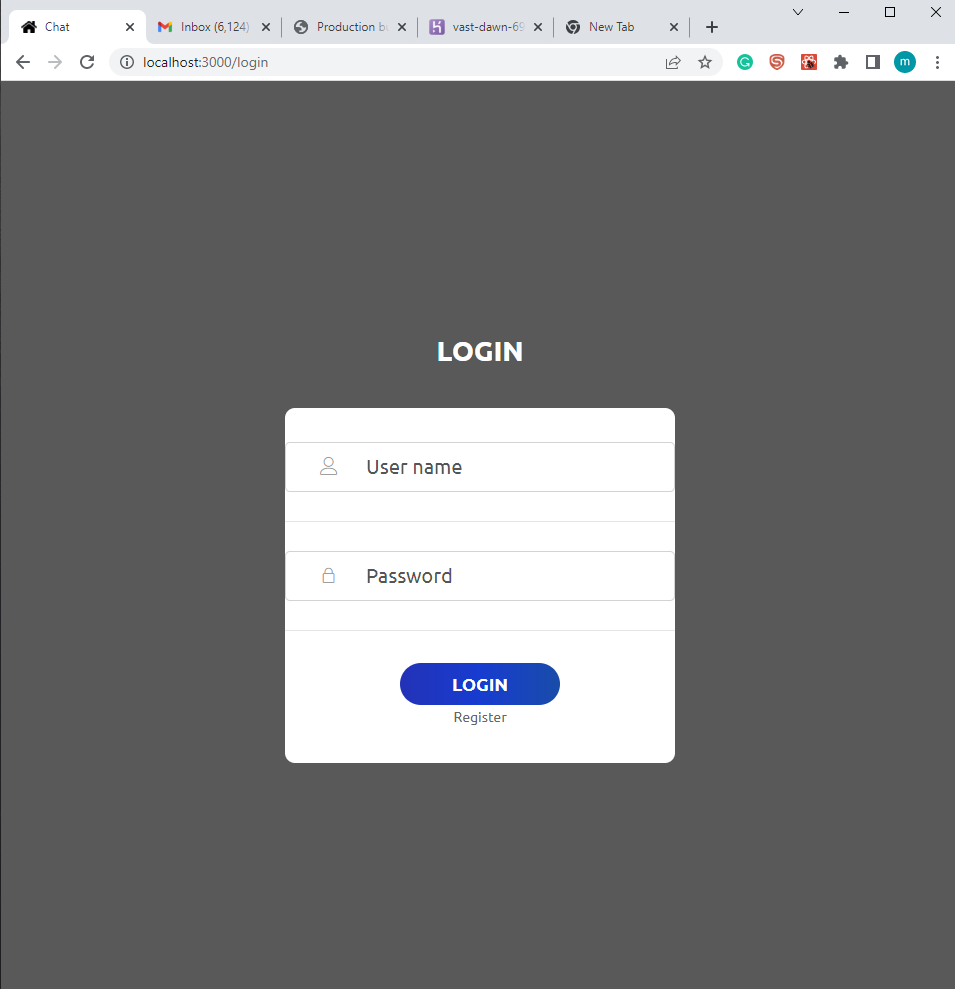 Chat
Inbox (6,124)
Production bu
vast-dawn-69
New Tab
localhost:3000/login
m
LOGIN
User name
Password
LOGIN
Register